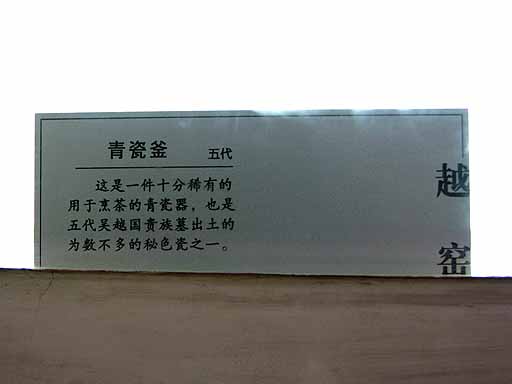 青瓷釜 五代
这是一件十分稀有的
用于烹茶的青瓷器，也是
五代吴越国贵族墓出土的
为数不多的秘色瓷之一。
越
窑